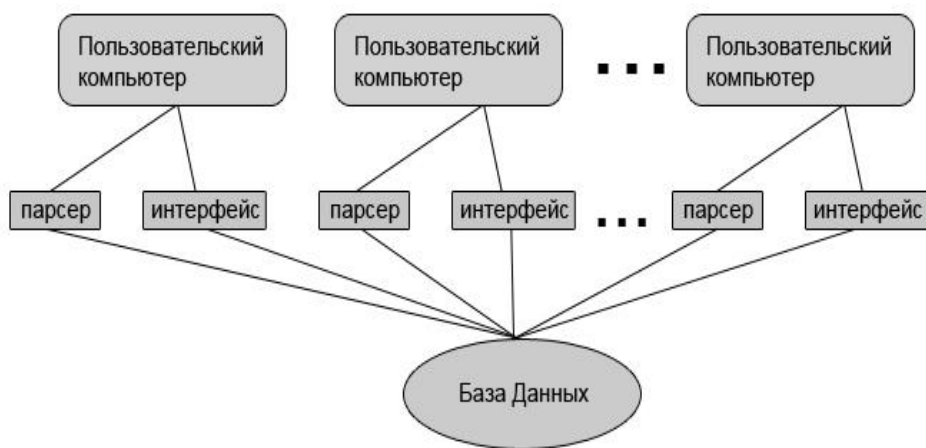 Пользовательский
компьютер
Пользовательский
компьютер
...
Пользовательский
компьютер
парсер
интерфейс
парсер
интерфейс
...
парсер
интерфейс
База Данных